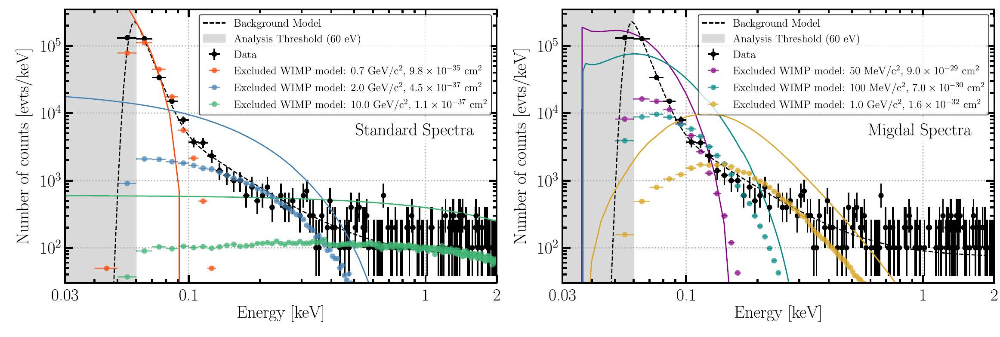 Number of counts [evts/keV]
10⁵
10⁴
10³
10²
Background Model
Analysis Threshold (60 eV)
Data
Excluded WIMP model: 0.7 GeV/c², 9.8 × 10⁻³⁵ cm²
Excluded WIMP model: 2.0 GeV/c², 4.5 × 10⁻³⁷ cm²
Excluded WIMP model: 10.0 GeV/c², 1.1 × 10⁻³⁷ cm²
Standard Spectra
0.03 0.1 1 2
Energy [keV]
Number of counts [evts/keV]
10⁵
10⁴
10³
10²
Background Model
Analysis Threshold (60 eV)
Data
Excluded WIMP model: 50 MeV/c², 9.0 × 10⁻²⁹ cm²
Excluded WIMP model: 100 MeV/c², 7.0 × 10⁻³⁰ cm²
Excluded WIMP model: 1.0 GeV/c², 1.6 × 10⁻³² cm²
Migdal Spectra
0.03 0.1 1 2
Energy [keV]